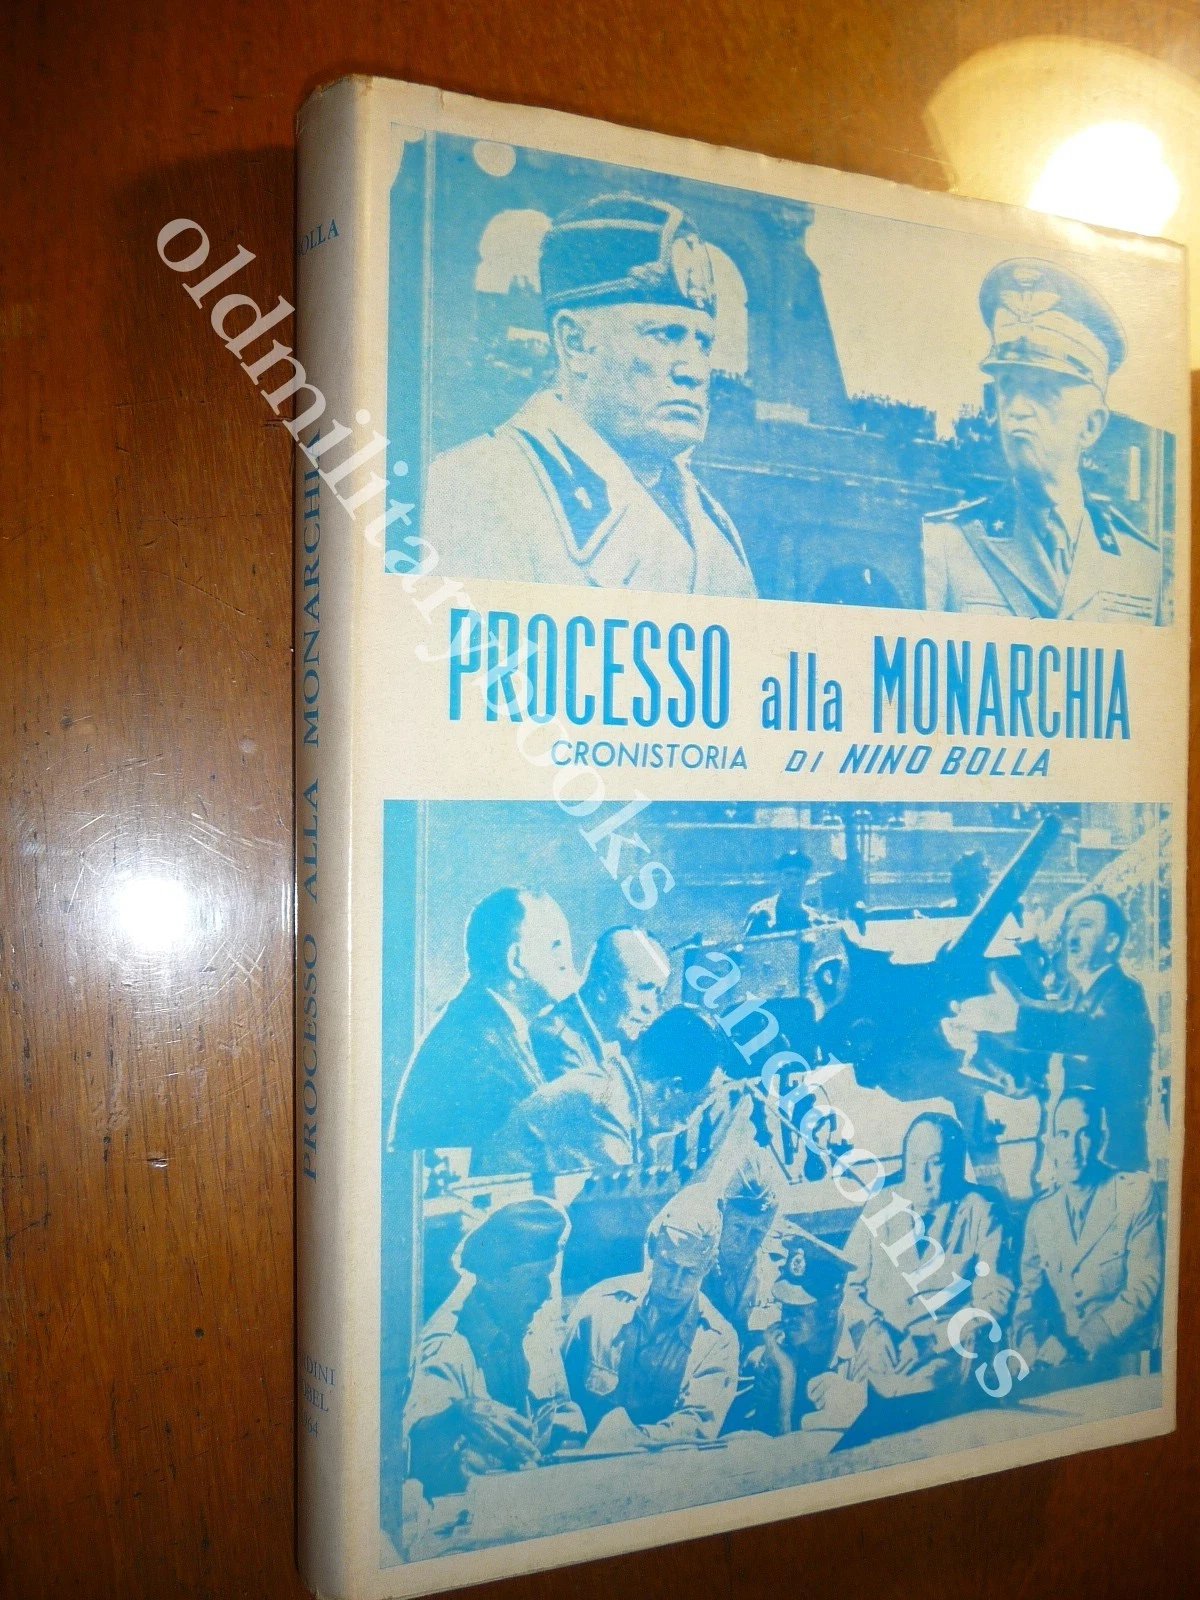 PROCESSO alla MONARCHIA
CRONISTORIA DI NINO BOLLA
PROCESSO ALLA MONARCHIA
oldmilitarybooks - andcomics